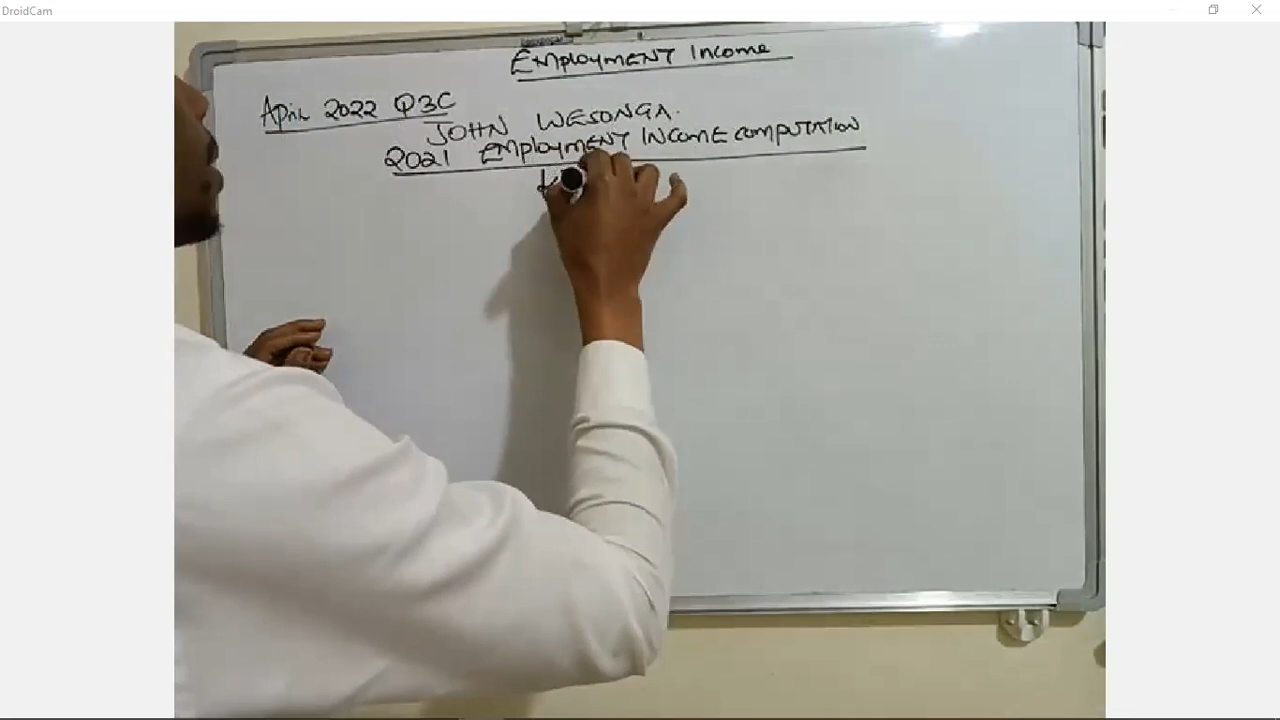 DroidCam
Employment Income
April 2022 Q3C
JOHN WESONGA.
2021 Employment Income computation